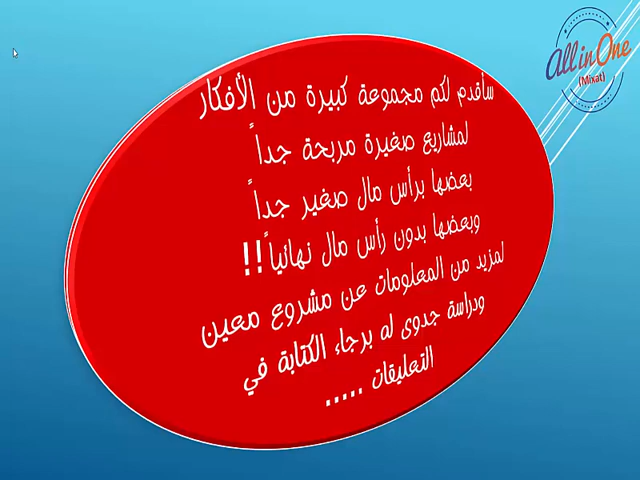 All in One
(Mixat)
سأقدم لكم مجموعة كبيرة من الأفكار
لمشاريع صغيرة مربحة جداً
بعضها برأس مال صغير جداً
وبعضها بدون رأس مال نهائياً!!
لمزيد من المعلومات عن مشروع معين
ودراسة جدوى له برجاء الكتابة في
التعليقات .....